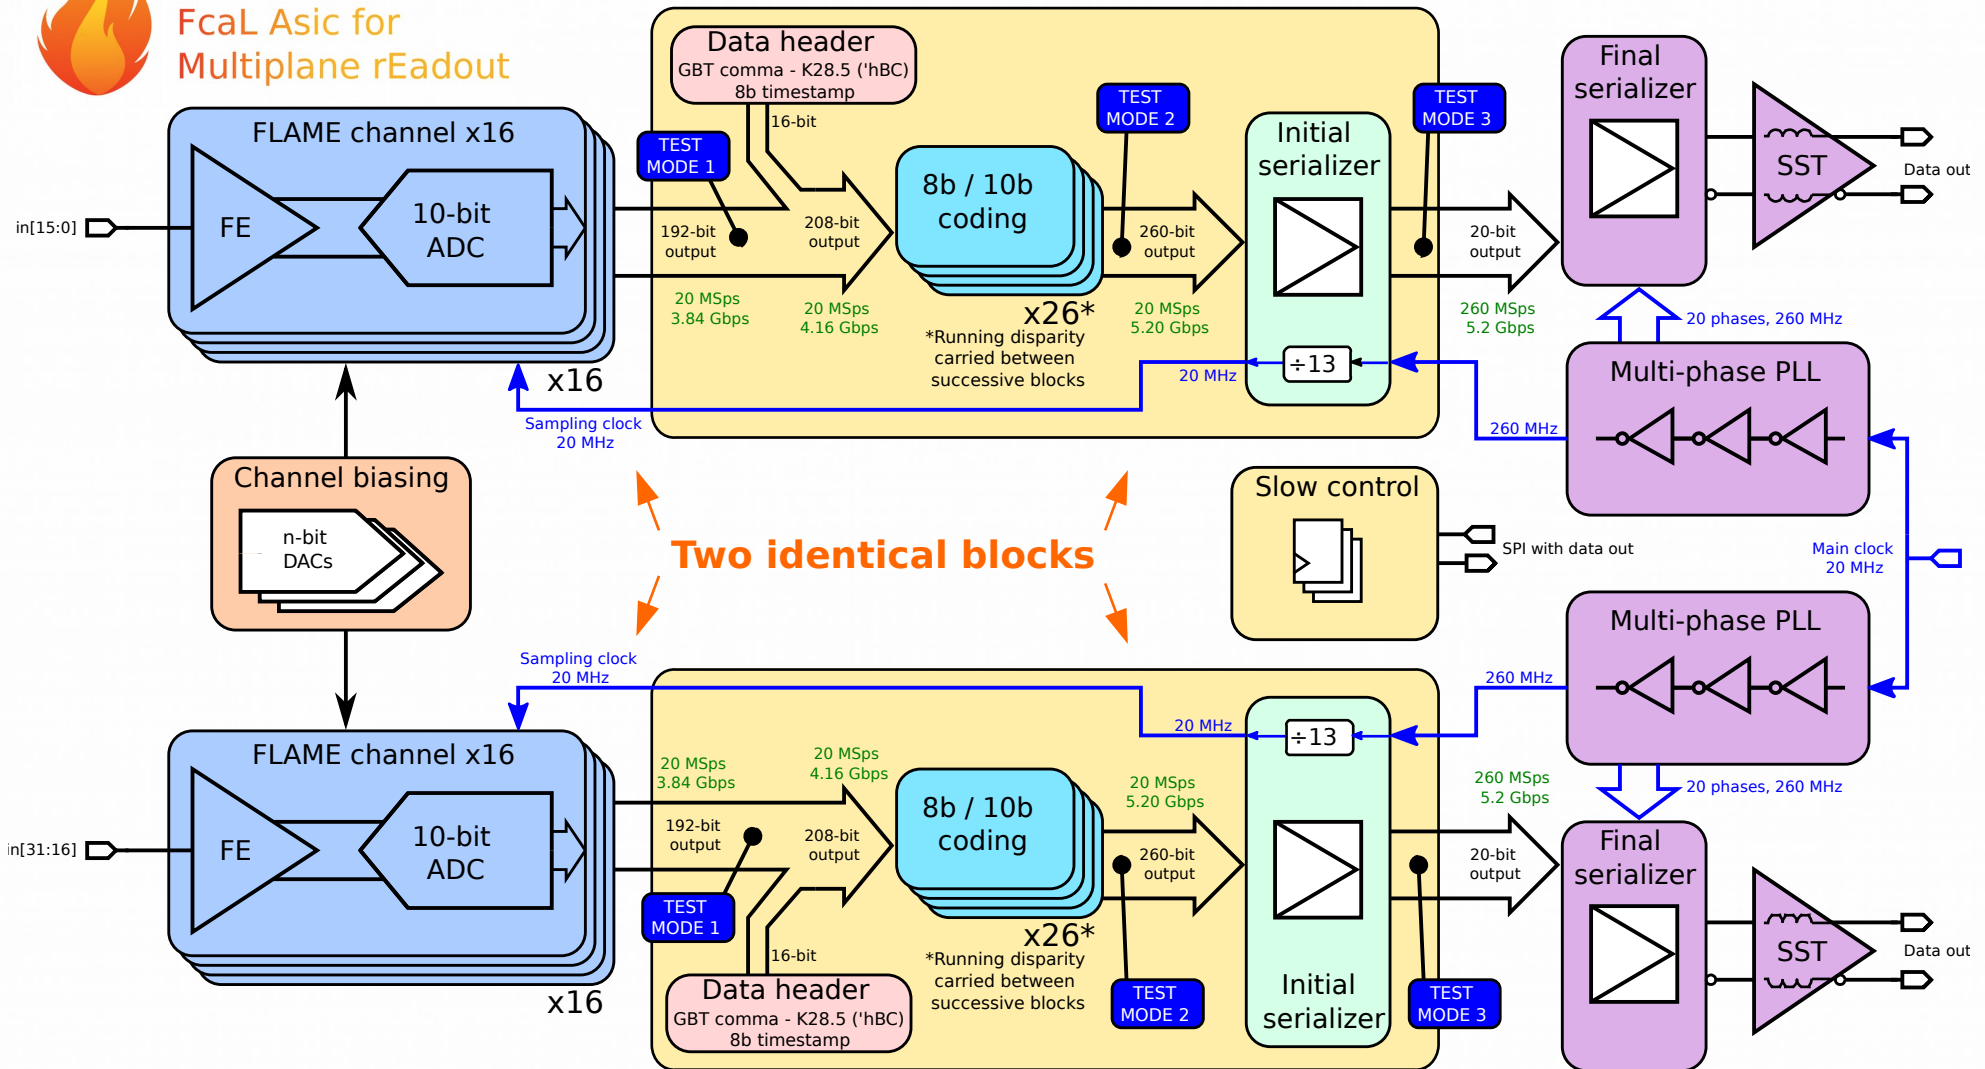 FcaL Asic for
Multiplane rEadout
FLAME channel x16
FE
10-bit
ADC
in[15:0]
x16
Data header
GBT comma - K28.5 ('hBC)
8b timestamp
16-bit
TEST
MODE 1
192-bit
output
208-bit
output
20 MSps
3.84 Gbps
20 MSps
4.16 Gbps
8b / 10b
coding
x26*
*Running disparity
carried between
successive blocks
TEST
MODE 2
260-bit
output
20 MSps
5.20 Gbps
Initial
serializer
÷13
20 MHz
Sampling clock
20 MHz
TEST
MODE 3
20-bit
output
260 MSps
5.2 Gbps
Final
serializer
SST
Data out
20 phases, 260 MHz
Multi-phase PLL
260 MHz
Channel biasing
n-bit
DACs
Two identical blocks
Slow control
SPI with data out
Main clock
20 MHz
Multi-phase PLL
260 MHz
20 phases, 260 MHz
Sampling clock
20 MHz
20 MHz
÷13
FLAME channel x16
FE
10-bit
ADC
in[31:16]
x16
20 MSps
3.84 Gbps
20 MSps
4.16 Gbps
192-bit
output
208-bit
output
TEST
MODE 1
16-bit
Data header
GBT comma - K28.5 ('hBC)
8b timestamp
8b / 10b
coding
x26*
*Running disparity
carried between
successive blocks
20 MSps
5.20 Gbps
260-bit
output
TEST
MODE 2
Initial
serializer
260 MSps
5.2 Gbps
20-bit
output
TEST
MODE 3
Final
serializer
SST
Data out